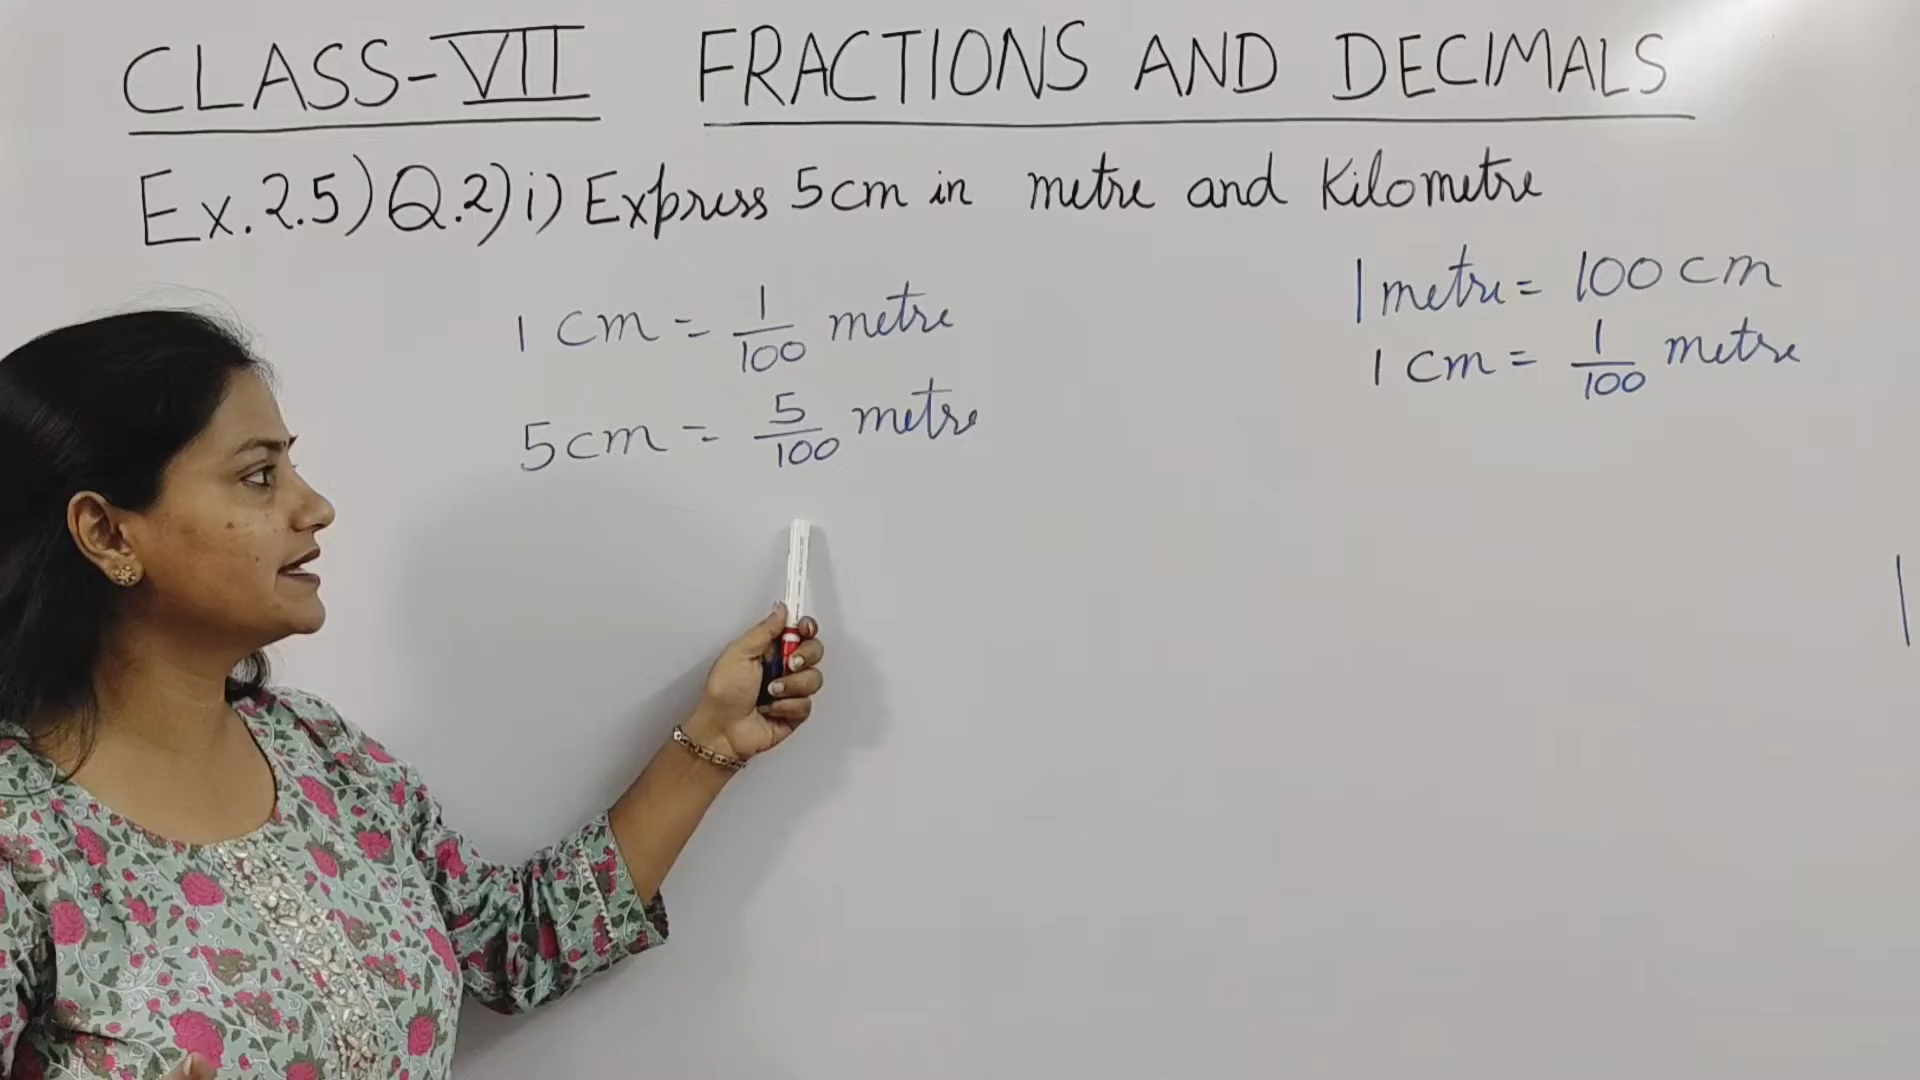 CLASS-VII FRACTIONS AND DECIMALS
Ex.2.5) Q.2) i) Express 5cm in metre and Kilometre
1 cm = 1/100 metre
5cm = 5/100 metre
1 metre = 100 cm
1 cm = 1/100 metre